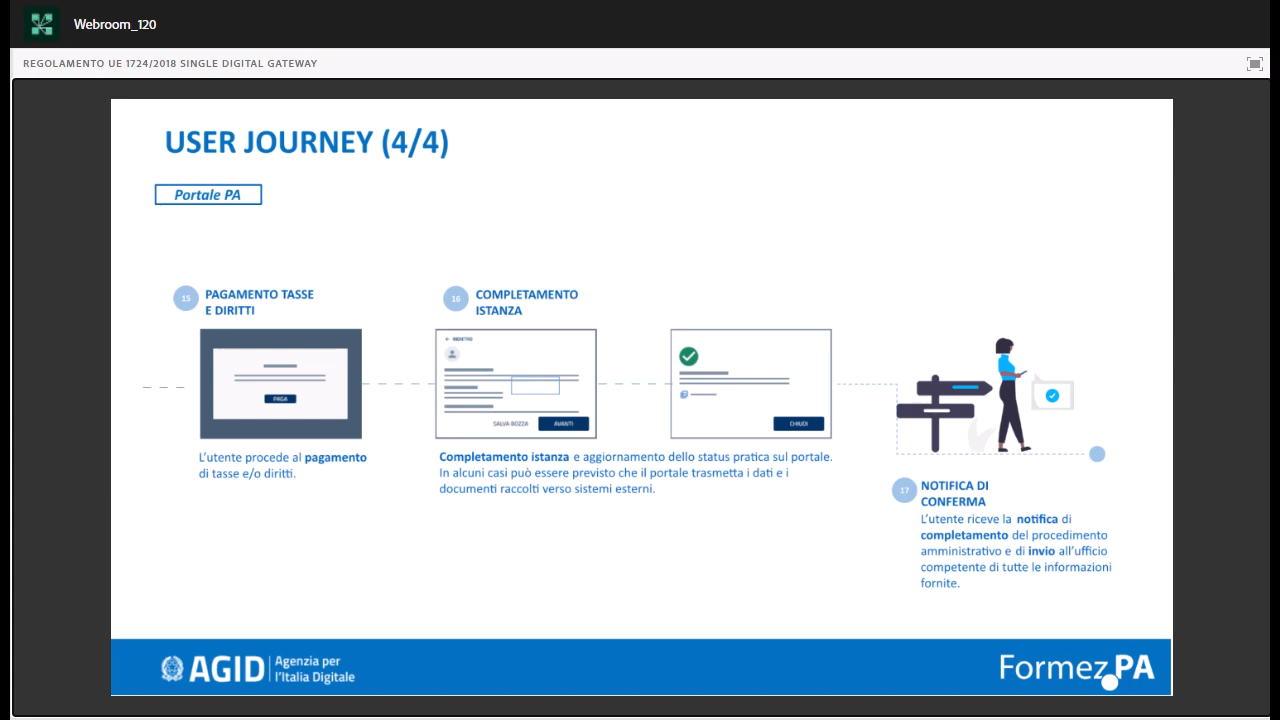 Webroom_120
REGOLAMENTO UE 1724/2018 SINGLE DIGITAL GATEWAY
USER JOURNEY (4/4)
Portale PA
15
PAGAMENTO TASSE
E DIRITTI
PAGA
L'utente procede al pagamento
di tasse e/o diritti.
16
COMPLETAMENTO
ISTANZA
← INDIETRO
SALVA BOZZA
AVANTI
CHIUDI
Completamento istanza e aggiornamento dello status pratica sul portale.
In alcuni casi può essere previsto che il portale trasmetta i dati e i
documenti raccolti verso sistemi esterni.
17
NOTIFICA DI
CONFERMA
L'utente riceve la notifica di
completamento del procedimento
amministrativo e di invio all'ufficio
competente di tutte le informazioni
fornite.
AGID
Agenzia per
l'Italia Digitale
Formez PA